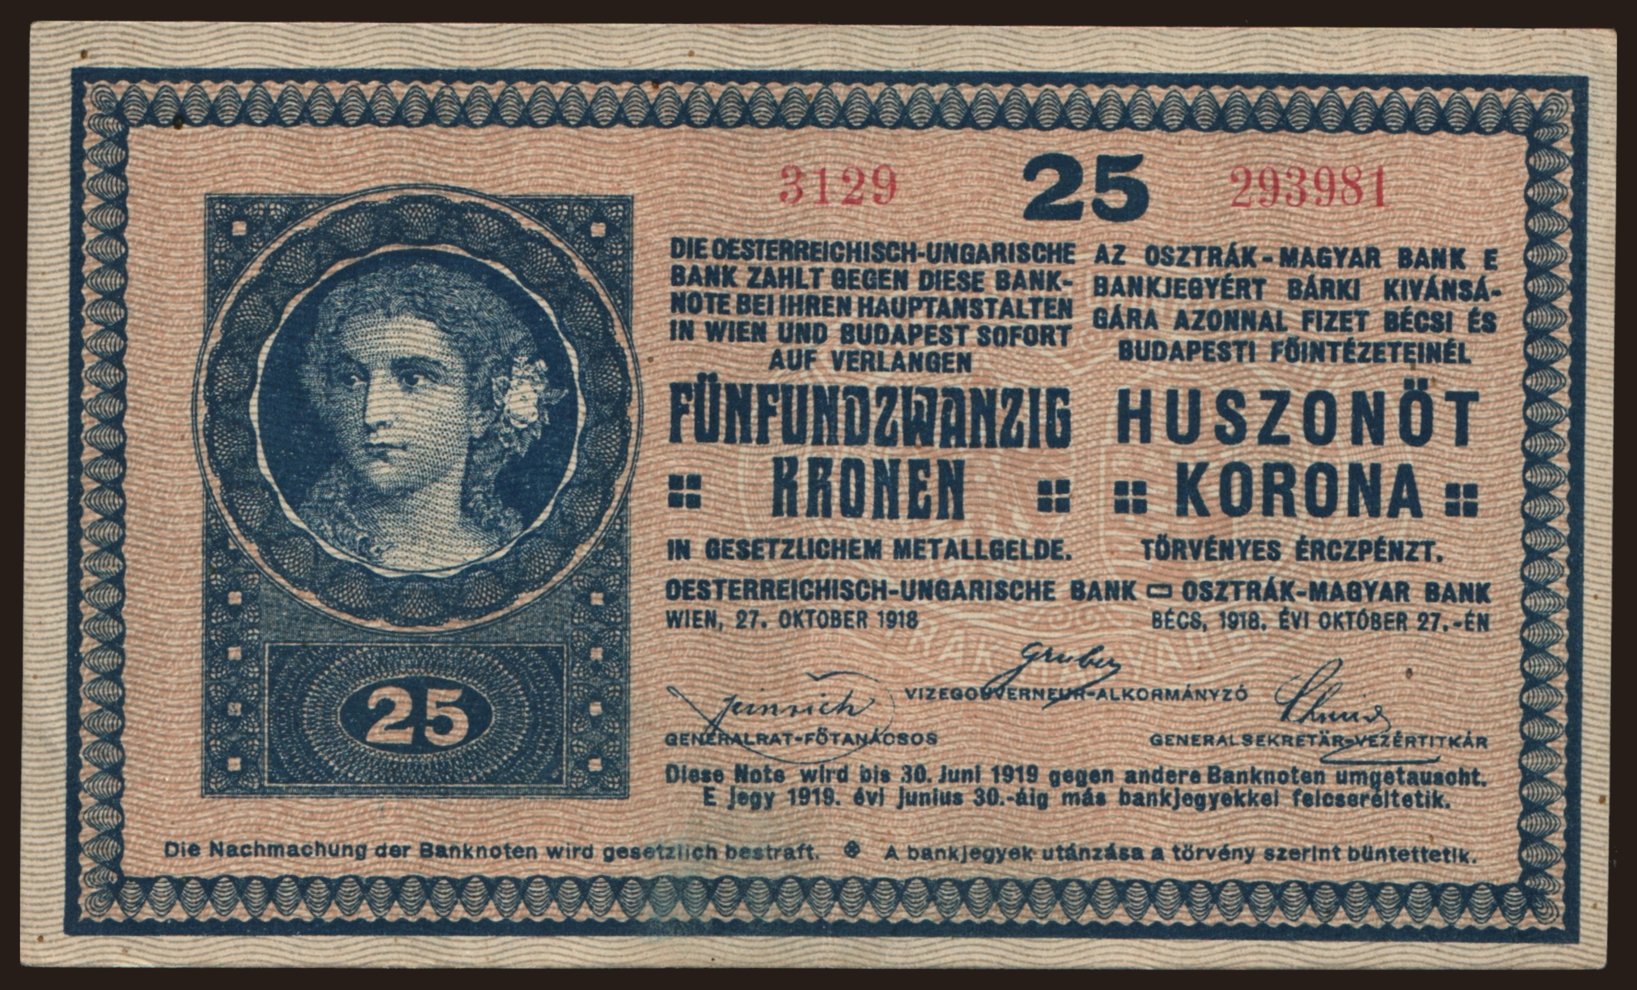 3129 25 293981
DIE OESTERREICHISCH-UNGARISCHE
BANK ZAHLT GEGEN DIESE BANK-
NOTE BEI IHREN HAUPTANSTALTEN
IN WIEN UND BUDAPEST SOFORT
AUF VERLANGEN
FÜNFUNDZWANZIG
KRONEN
IN GESETZLICHEM METALLGELDE.
AZ OSZTRÁK-MAGYAR BANK E
BANKJEGYÉRT BÁRKI KIVÁNSÁ-
GÁRA AZONNAL FIZET BÉCSI ÉS
BUDAPESTI FŐINTÉZETEINÉL
HUSZONÖT
KORONA
TÖRVÉNYES ÉRCZPÉNZT.
OESTERREICHISCH-UNGARISCHE BANK OSZTRÁK-MAGYAR BANK
WIEN, 27. OKTOBER 1918 BÉCS, 1918. ÉVI OKTÓBER 27.-ÉN
Gruber
VIZEGOUVERNEUR-ALKORMÁNYZÓ
GENERALRAT-FŐTANÁCSOS GENERALSEKRETÄR-VEZÉRTITKÁR
25
Diese Note wird bis 30. Juni 1919 gegen andere Banknoten umgetauscht.
E jegy 1919. évi junius 30.-áig más bankjegyekkel felcseréltetik.
Die Nachmachung der Banknoten wird gesetzlich bestraft. A bankjegyek utánzása a törvény szerint büntettetik.